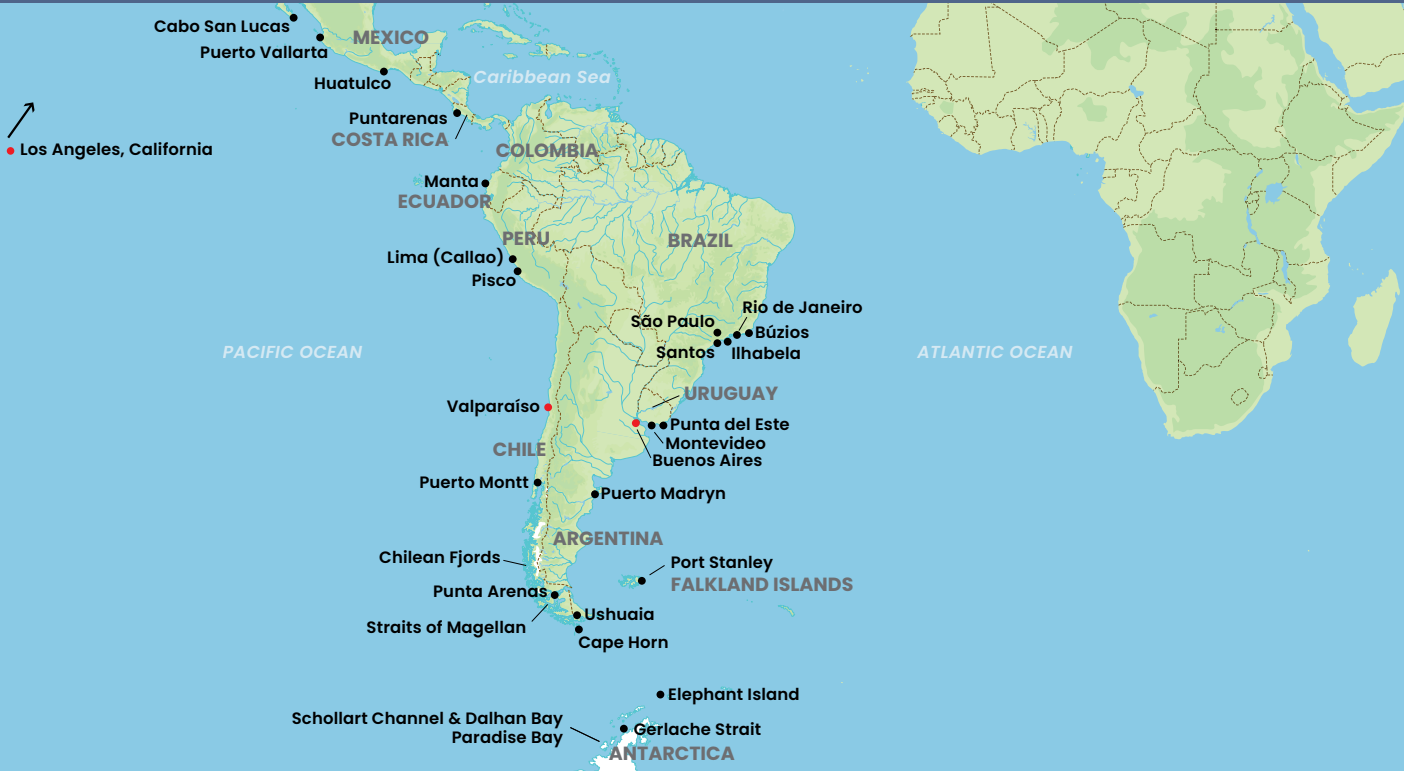 Cabo San Lucas
MEXICO
Puerto Vallarta
Huatulco
Caribbean Sea
Puntarenas
COSTA RICA
Los Angeles, California
COLOMBIA
Manta
ECUADOR
PERU
BRAZIL
Lima (Callao)
Pisco
Rio de Janeiro
São Paulo
Búzios
Santos
Ilhabela
PACIFIC OCEAN
ATLANTIC OCEAN
URUGUAY
Valparaíso
Punta del Este
Montevideo
CHILE
Buenos Aires
Puerto Montt
Puerto Madryn
ARGENTINA
Chilean Fjords
Port Stanley
FALKLAND ISLANDS
Punta Arenas
Ushuaia
Straits of Magellan
Cape Horn
Elephant Island
Schollart Channel & Dalhan Bay
Paradise Bay
Gerlache Strait
ANTARCTICA